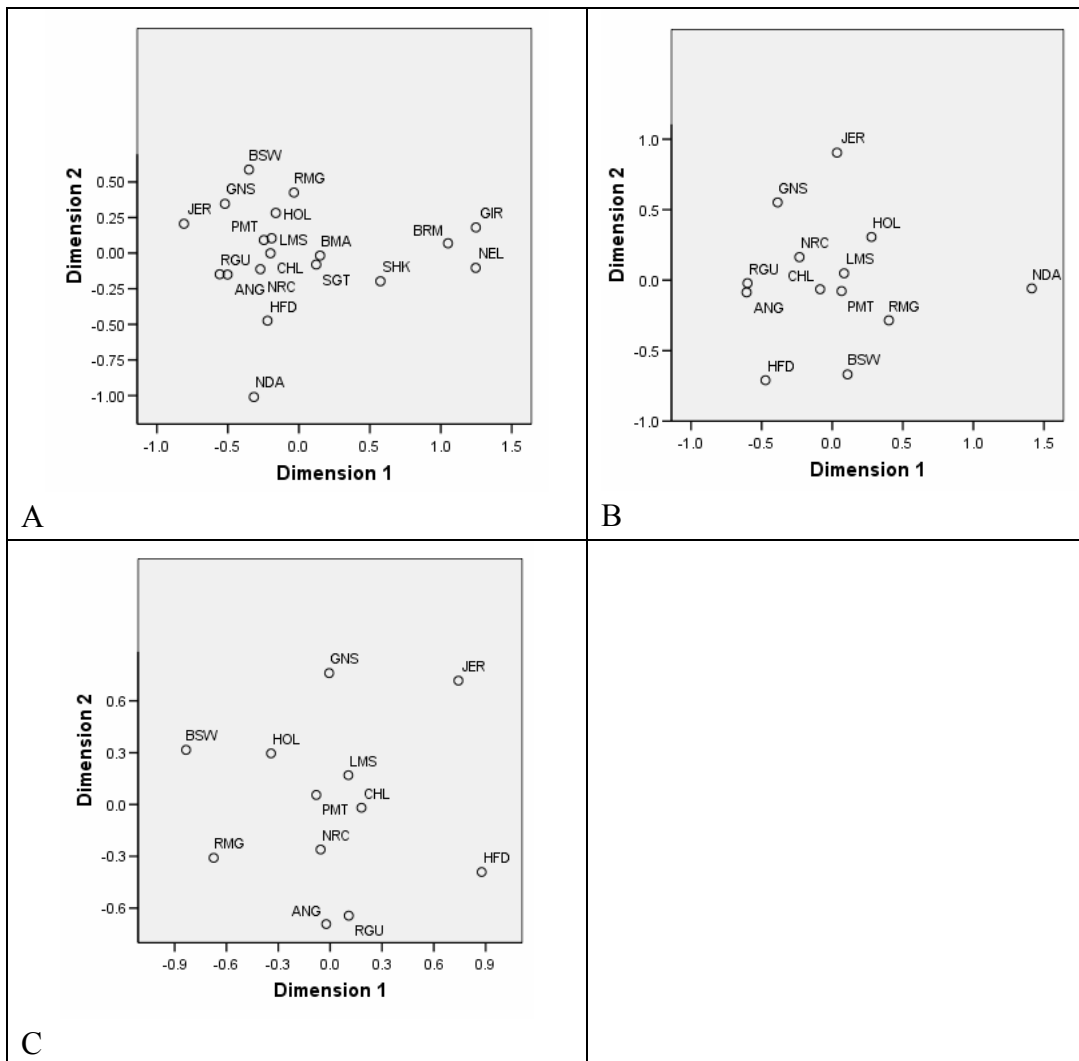 BSW
RMG
GNS
JER
HOL
GIR
PMT
LMS
BMA
BRM
NEL
RGU
CHL
SGT
SHK
ANG
NRC
HFD
NDA
0.50
0.25
0.00
-0.25
-0.50
-0.75
-1.00
Dimension 2
-1.0 -0.5 0.0 0.5 1.0 1.5
Dimension 1
A
JER
GNS
HOL
NRC
LMS
RGU
CHL
NDA
ANG
PMT
RMG
HFD
BSW
1.0
0.5
0.0
-0.5
-1.0
Dimension 2
-1.0 -0.5 0.0 0.5 1.0 1.5
Dimension 1
B
GNS
JER
BSW
HOL
LMS
CHL
PMT
NRC
RMG
HFD
ANG
RGU
0.6
0.3
0.0
-0.3
-0.6
Dimension 2
-0.9 -0.6 -0.3 0.0 0.3 0.6 0.9
Dimension 1
C